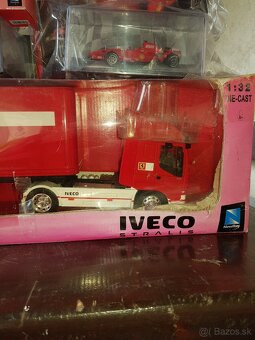 1:32
DIE-CAST
IVECO
IVECO
STRALIS
NewRay
© bazos.sk